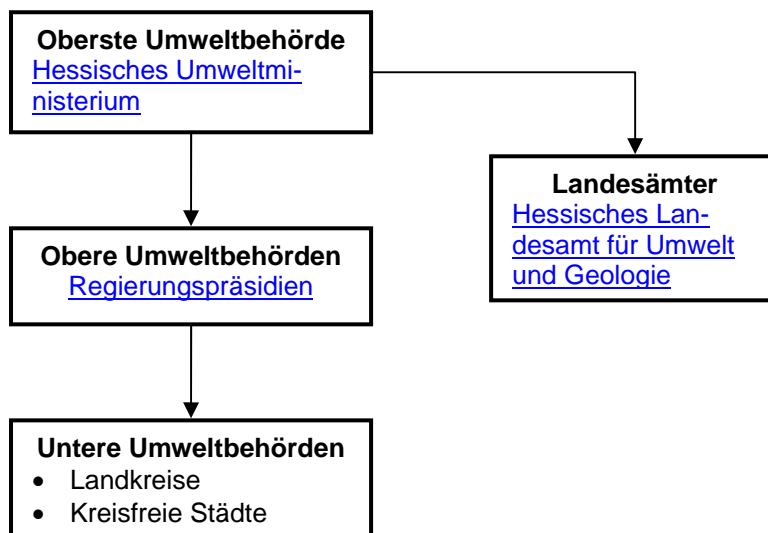 Oberste Umweltbehörde
Hessisches Umweltmi-
nisterium
Landesämter
Hessisches Lan-
desamt für Umwelt
und Geologie
Obere Umweltbehörden
Regierungspräsidien
Untere Umweltbehörden
• Landkreise
• Kreisfreie Städte